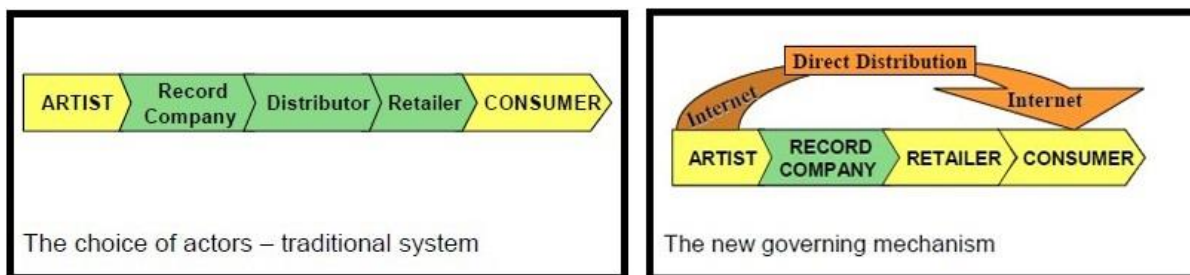 ARTIST
Record
Company
Distributor
Retailer
CONSUMER
The choice of actors – traditional system
Direct Distribution
Internet
Internet
ARTIST
RECORD
COMPANY
RETAILER
CONSUMER
The new governing mechanism